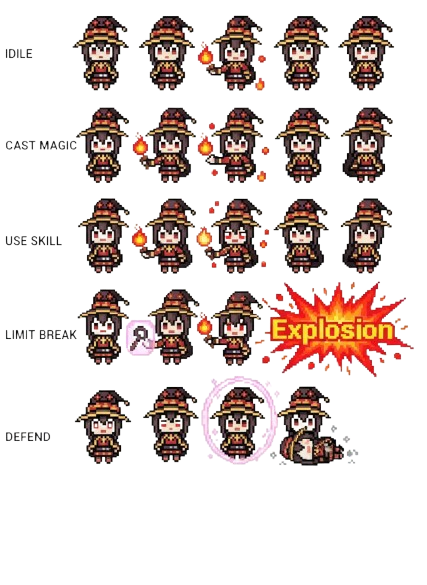 IDILE
CAST MAGIC
USE SKILL
LIMIT BREAK
Explosion
DEFEND